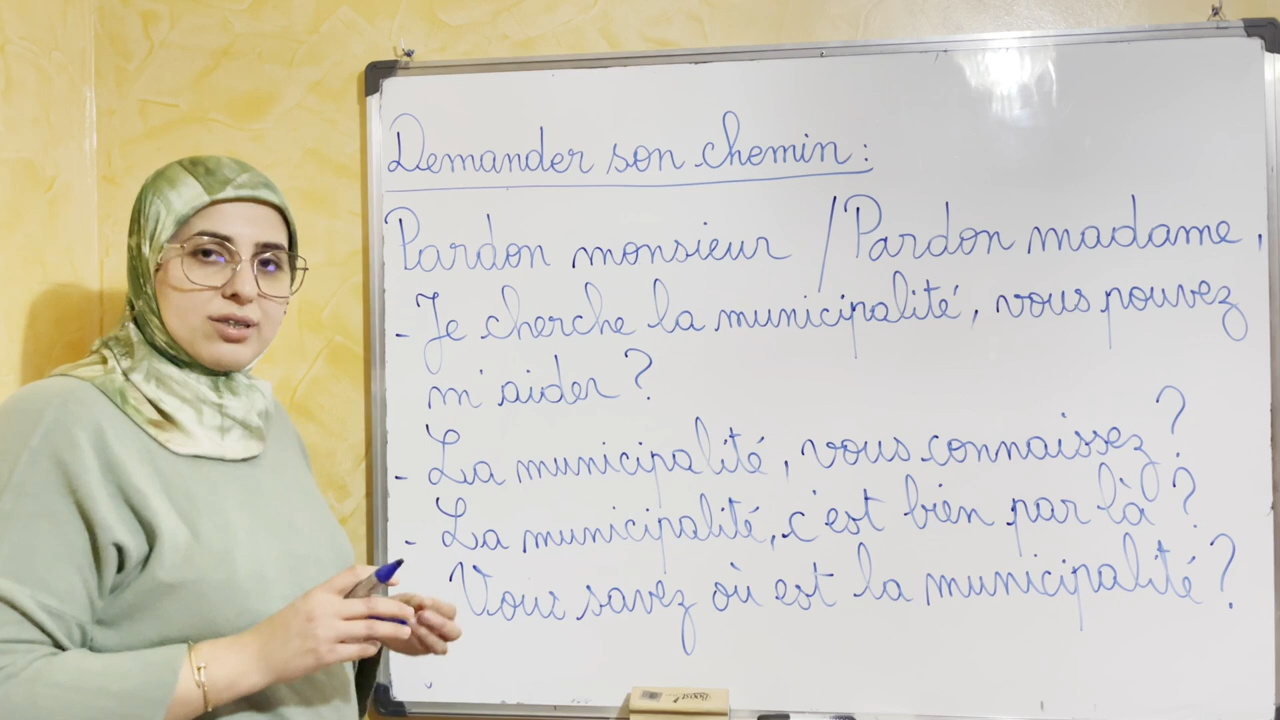 Demander son chemin :
Pardon monsieur / Pardon madame,
- Je cherche la municipalité, vous pouvez
m'aider ?
- La municipalité, vous connaissez ?
- La municipalité, c'est bien par là ?
Vous savez où est la municipalité ?